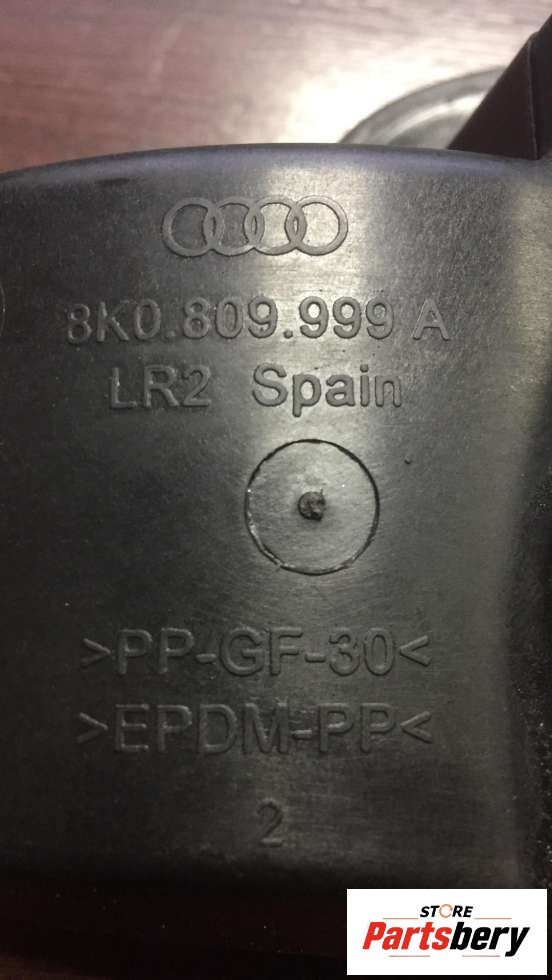 8K0.809.999 A
LR2 Spain
>PP-GF-30<
>EPDM-PP<
2
STORE
Partsbery